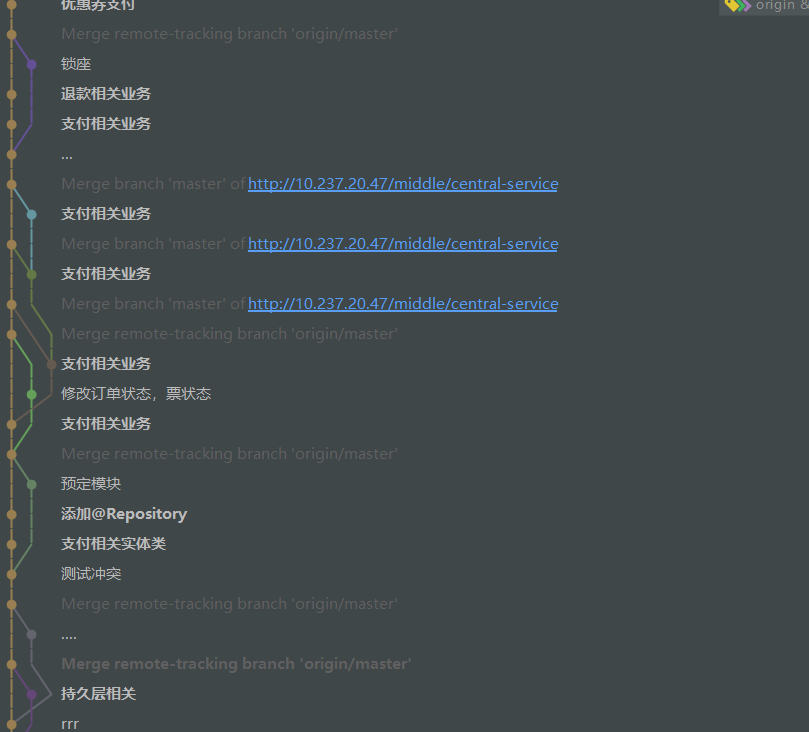 优惠券支付
origin &
Merge remote-tracking branch 'origin/master'
锁座
退款相关业务
支付相关业务
...
Merge branch 'master' of http://10.237.20.47/middle/central-service
支付相关业务
Merge branch 'master' of http://10.237.20.47/middle/central-service
支付相关业务
Merge branch 'master' of http://10.237.20.47/middle/central-service
Merge remote-tracking branch 'origin/master'
支付相关业务
修改订单状态，票状态
支付相关业务
Merge remote-tracking branch 'origin/master'
预定模块
添加@Repository
支付相关实体类
测试冲突
Merge remote-tracking branch 'origin/master'
....
Merge remote-tracking branch 'origin/master'
持久层相关
rrr